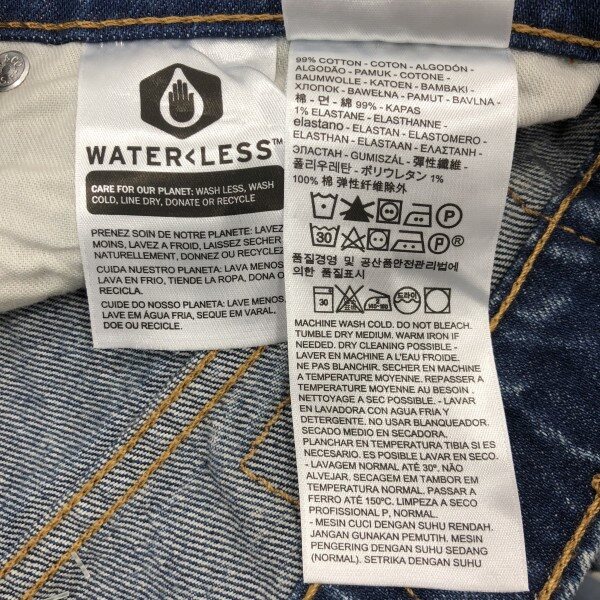 WATER<LESS™
CARE FOR OUR PLANET: WASH LESS, WASH
COLD, LINE DRY, DONATE OR RECYCLE
PRENEZ SOIN DE NOTRE PLANETE: LAVEZ
MOINS, LAVEZ A FROID, LAISSEZ SECHER
NATURELLEMENT, DONNEZ OU RECYCLEZ
CUIDA NUESTRO PLANETA: LAVA MENOS,
LAVA EN FRIO, TIENDE LA ROPA, DONA O
RECICLA.
CUIDE DO NOSSO PLANETA: LAVE MENOS,
LAVE EM ÁGUA FRIA, SEQUE EM VARAL,
DOE OU RECICLE.
99% COTTON - COTON - ALGODÓN -
ALGODÃO - PAMUK - COTONE -
BAUMWOLLE - KATOEN - BAMBAKI -
ХЛОПОК - BAWEŁNA - PAMUT - BAVLNA -
棉 - 면 - 綿 99% - KAPAS
1% ELASTANE - ELASTHANNE -
elastano - ELASTAN - ELASTOMERO -
ELASTHAN - ELASTAAN - ΕΛΑΣΤΑΝΗ -
ЭЛАСТАН - GUMISZÁL - 彈性纖維 -
폴리우레탄 - ポリウレタン 1%
100% 棉 弹性纤维除外
P
30 P ®
품질경영 및 공산품안전관리법에
의한 품질표시
30 드라이
MACHINE WASH COLD. DO NOT BLEACH.
TUMBLE DRY MEDIUM. WARM IRON IF
NEEDED. DRY CLEANING POSSIBLE -
LAVER EN MACHINE A L'EAU FROIDE.
NE PAS BLANCHIR. SECHER EN MACHINE
A TEMPERATURE MOYENNE. REPASSER A
TEMPERATURE MOYENNE AU BESOIN.
NETTOYAGE A SEC POSSIBLE - LAVAR
EN LAVADORA CON AGUA FRIA Y
DETERGENTE. NO USAR BLANQUEADOR.
SECADO MEDIO EN SECADORA.
PLANCHAR EN TEMPERATURA TIBIA SI ES
NECESARIO. ES POSIBLE LAVAR EN SECO.
- LAVAGEM NORMAL ATÉ 30º. NÃO
ALVEJAR, SECAGEM EM TAMBOR EM
TEMPERATURA NORMAL. PASSAR A
FERRO ATÉ 150ºC. LIMPEZA A SECO
PROFISSIONAL P, NORMAL.
- MESIN CUCI DENGAN SUHU RENDAH.
JANGAN GUNAKAN PEMUTIH. MESIN
PENGERING DENGAN SUHU SEDANG
(NORMAL). SETRIKA DENGAN SUHU